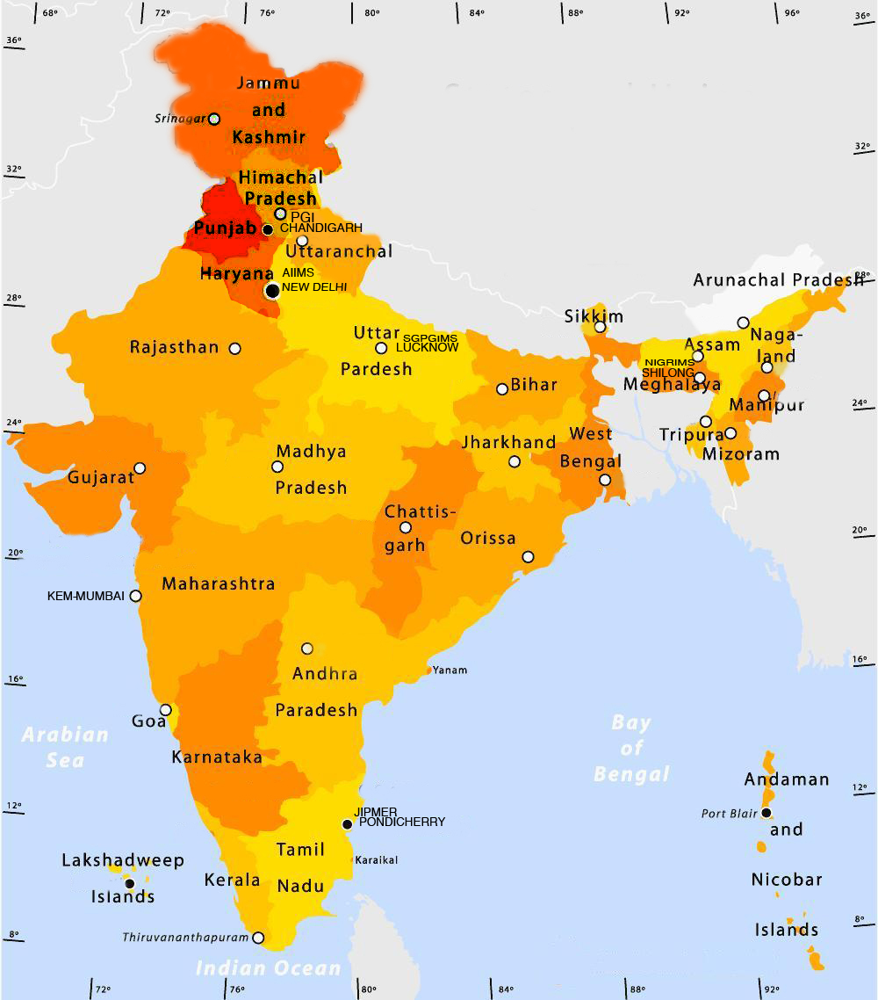 68°
72°
76°
80°
84°
88°
92°
96°
36°
36°
Jammu
and
Kashmir
Srinagar
32°
32°
Himachal
Pradesh
PGI
CHANDIGARH
Punjab
Uttaranchal
Haryana
AIIMS
NEW DELHI
28°
28°
Arunachal Pradesh
Sikkim
Rajasthan
Uttar
Pardesh
SGPGIMS
LUCKNOW
Assam
Naga-
land
NIGRIMS
SHILONG
Meghalaya
Bihar
Manipur
24°
24°
Jharkhand
West
Bengal
Tripura
Mizoram
Madhya
Pradesh
Gujarat
Chattis-
garh
Orissa
20°
20°
Maharashtra
KEM-MUMBAI
16°
16°
Andhra
Paradesh
Yanam
Goa
Arabian
Sea
Bay
of
Bengal
Karnataka
12°
12°
Andaman
and
Nicobar
Islands
Port Blair
JIPMER
PONDICHERRY
Tamil
Nadu
Karaikal
Lakshadweep
Islands
Kerala
8°
8°
Thiruvananthapuram
Indian Ocean
72°
76°
80°
84°
88°
92°